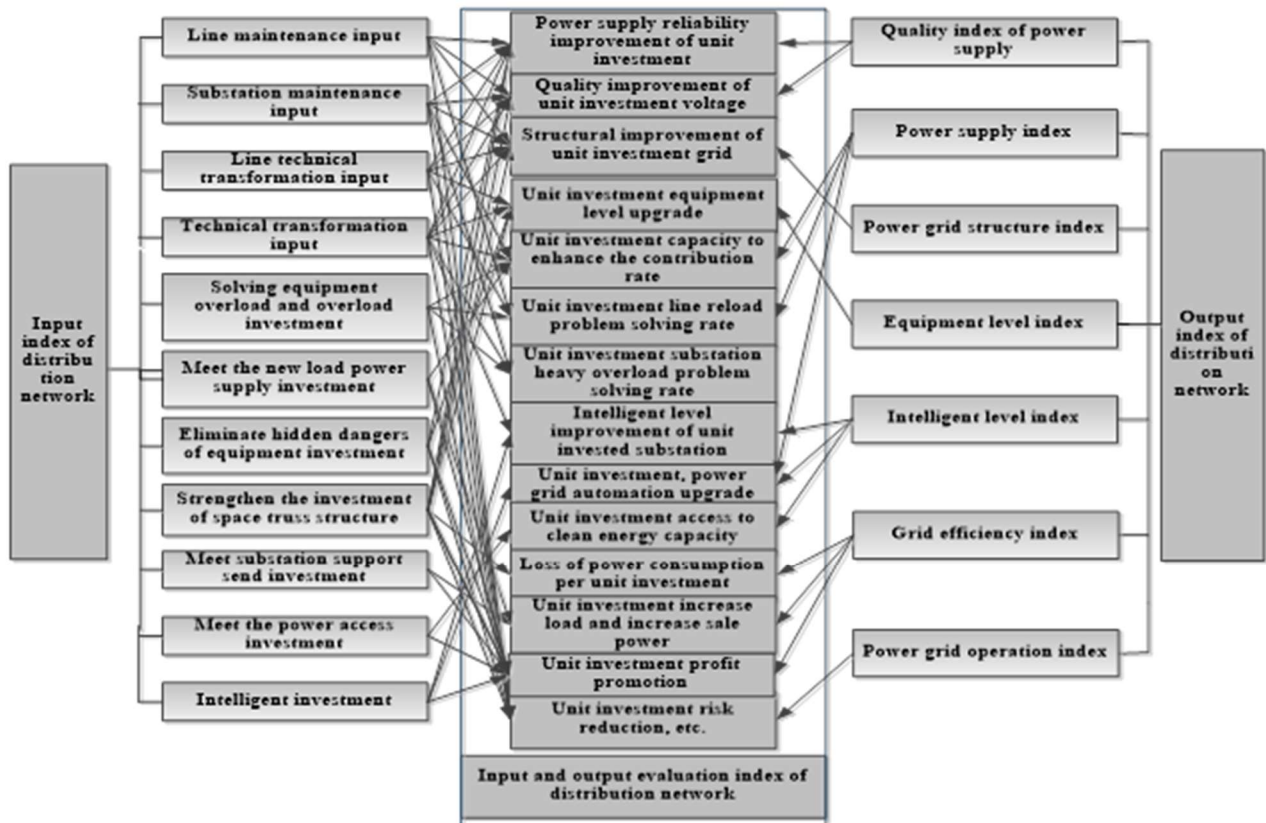 Input
index of
distribu
tion
network
Line maintenance input
Substation maintenance
input
Line technical
transformation input
Technical transformation
input
Solving equipment
overload and overload
investment
Meet the new load power
supply investment
Eliminate hidden dangers
of equipment investment
Strengthen the investment
of space truss structure
Meet substation support
send investment
Meet the power access
investment
Intelligent investment
Power supply reliability
improvement of unit
investment
Quality improvement of
unit investment voltage
Structural improvement of
unit investment grid
Unit investment equipment
level upgrade
Unit investment capacity to
enhance the contribution
rate
Unit investment line reload
problem solving rate
Unit investment substation
heavy overload problem
solving rate
Intelligent level
improvement of unit
invested substation
Unit investment, power
grid automation upgrade
Unit investment access to
clean energy capacity
Loss of power consumption
per unit investment
Unit investment increase
load and increase sale
power
Unit investment profit
promotion
Unit investment risk
reduction, etc.
Input and output evaluation index of
distribution network
Quality index of power
supply
Power supply index
Power grid structure index
Equipment level index
Intelligent level index
Grid efficiency index
Power grid operation index
Output
index of
distributi
on
network